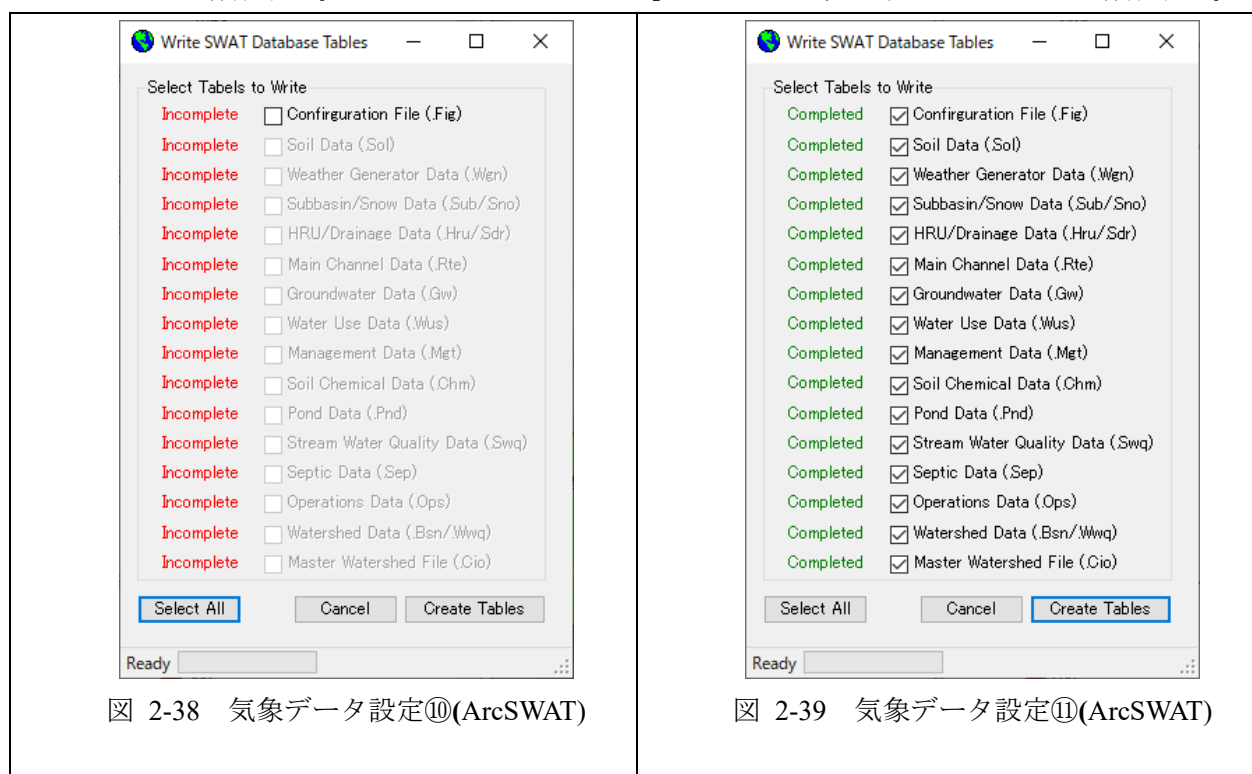 Write SWAT Database Tables
Select Tabels to Write
Incomplete Confirguration File (.Fig)
Incomplete Soil Data (.Sol)
Incomplete Weather Generator Data (.Wgn)
Incomplete Subbasin/Snow Data (.Sub/.Sno)
Incomplete HRU/Drainage Data (.Hru/.Sdr)
Incomplete Main Channel Data (.Rte)
Incomplete Groundwater Data (.Gw)
Incomplete Water Use Data (.Wus)
Incomplete Management Data (.Mgt)
Incomplete Soil Chemical Data (.Chm)
Incomplete Pond Data (.Pnd)
Incomplete Stream Water Quality Data (.Swq)
Incomplete Septic Data (.Sep)
Incomplete Operations Data (.Ops)
Incomplete Watershed Data (.Bsn/.Wwq)
Incomplete Master Watershed File (.Cio)
Select All Cancel Create Tables
Ready
図 2-38 気象データ設定⑩(ArcSWAT)
Write SWAT Database Tables
Select Tabels to Write
Completed Confirguration File (.Fig)
Completed Soil Data (.Sol)
Completed Weather Generator Data (.Wgn)
Completed Subbasin/Snow Data (.Sub/.Sno)
Completed HRU/Drainage Data (.Hru/.Sdr)
Completed Main Channel Data (.Rte)
Completed Groundwater Data (.Gw)
Completed Water Use Data (.Wus)
Completed Management Data (.Mgt)
Completed Soil Chemical Data (.Chm)
Completed Pond Data (.Pnd)
Completed Stream Water Quality Data (.Swq)
Completed Septic Data (.Sep)
Completed Operations Data (.Ops)
Completed Watershed Data (.Bsn/.Wwq)
Completed Master Watershed File (.Cio)
Select All Cancel Create Tables
Ready
図 2-39 気象データ設定⑪(ArcSWAT)